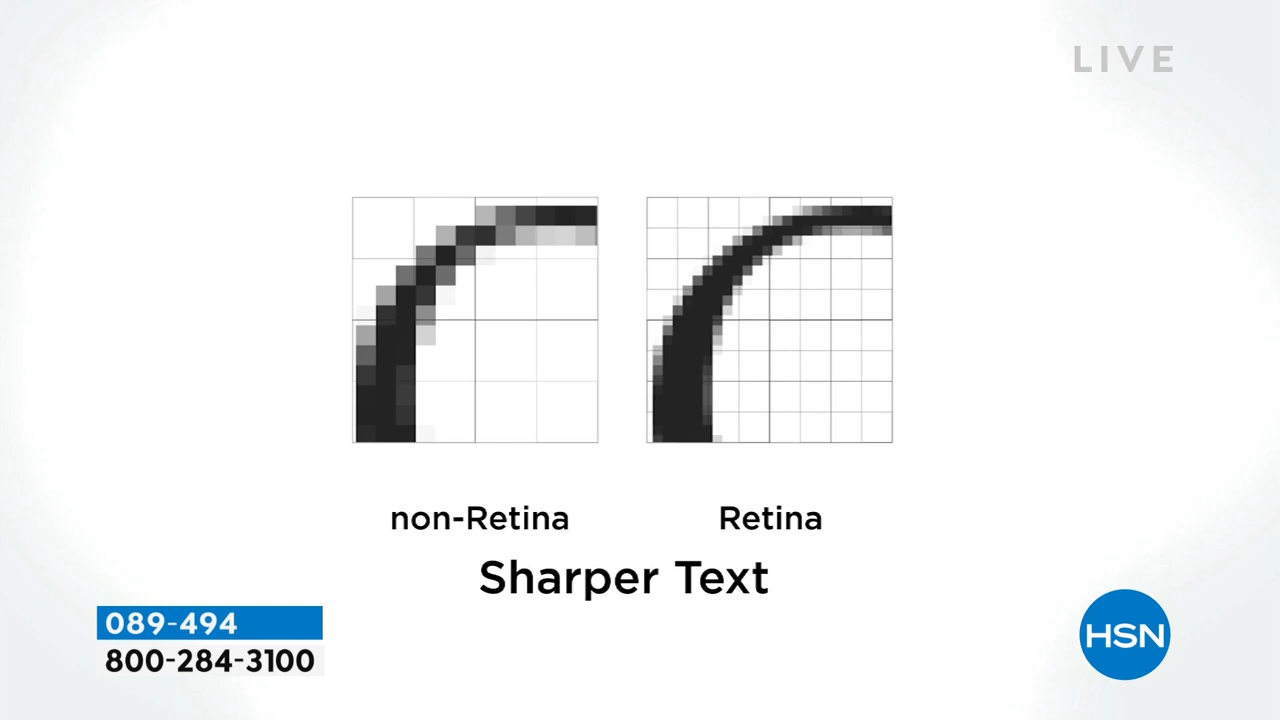 LIVE
non-Retina
Retina
Sharper Text
089-494
800-284-3100
HSN